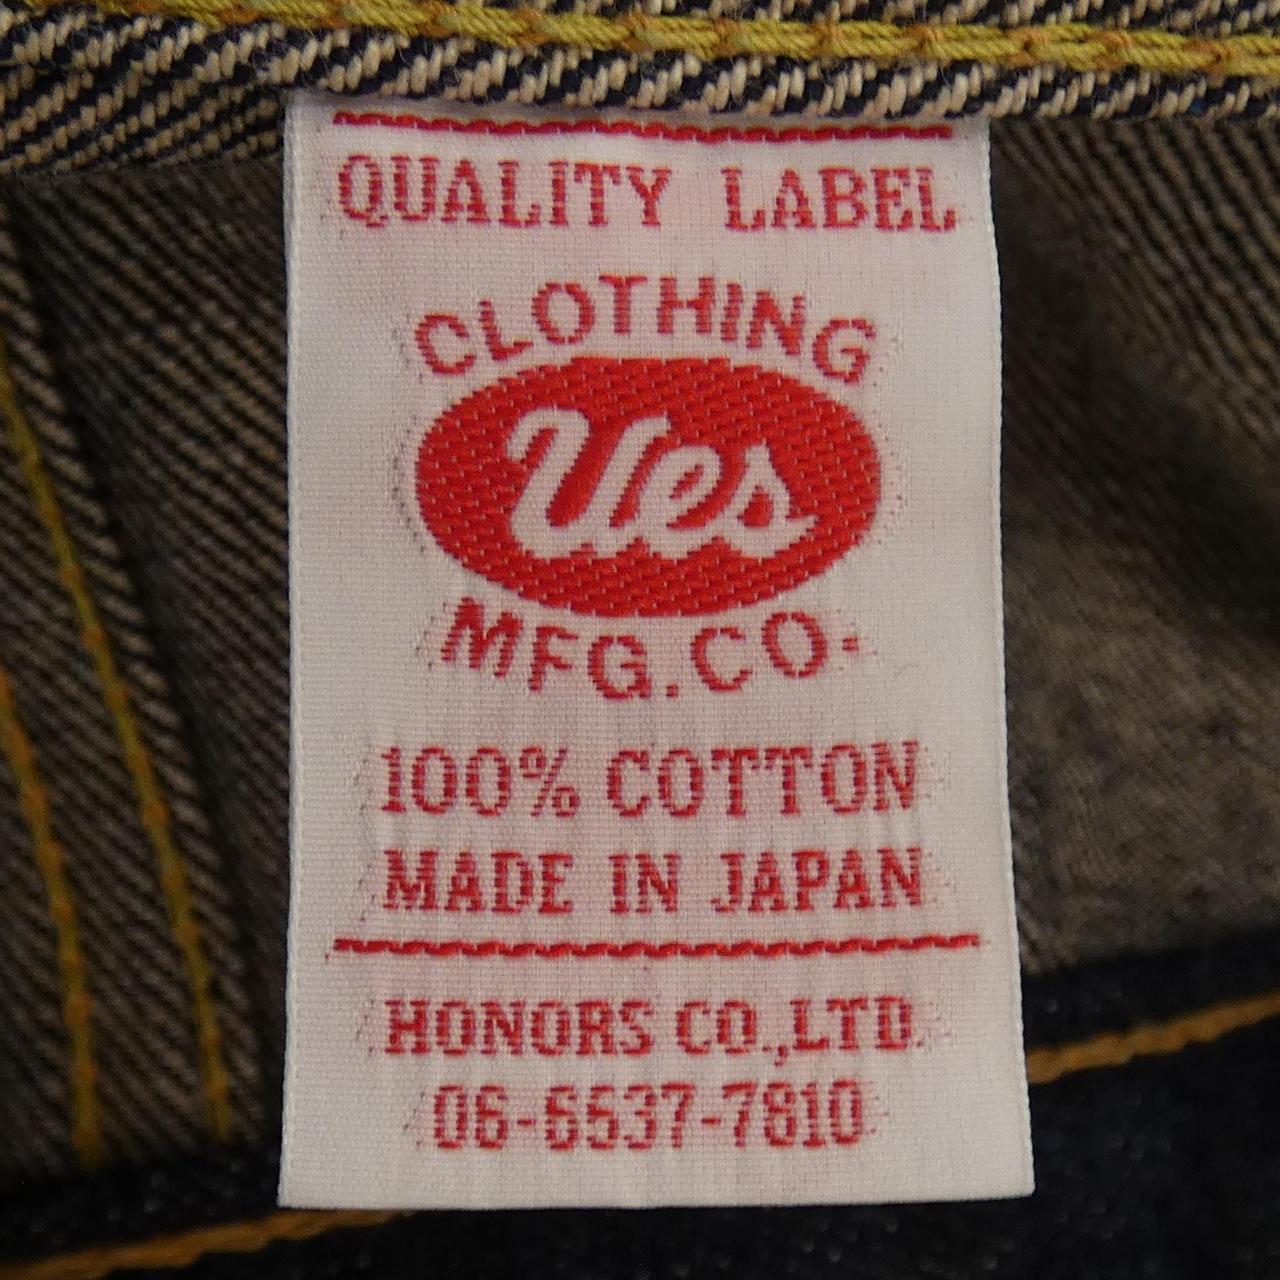 QUALITY LABEL
CLOTHING
Ues
MFG.CO.
100% COTTON
MADE IN JAPAN
HONORS CO.,LTD.
06-6537-7810